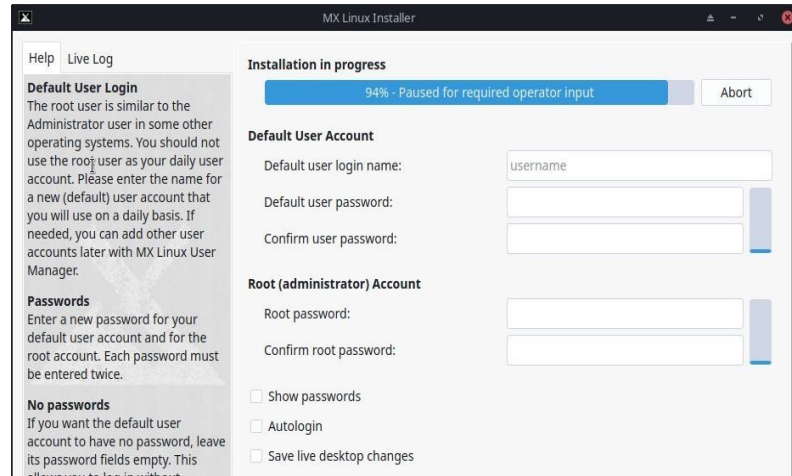 MX Linux Installer
Help Live Log
Default User Login
The root user is similar to the
Administrator user in some other
operating systems. You should not
use the root user as your daily user
account. Please enter the name for
a new (default) user account that
you will use on a daily basis. If
needed, you can add other user
accounts later with MX Linux User
Manager.
Passwords
Enter a new password for your
default user account and for the
root account. Each password must
be entered twice.
No passwords
If you want the default user
account to have no password, leave
its password fields empty. This
allows you to log in without
Installation in progress
94% - Paused for required operator input Abort
Default User Account
Default user login name: username
Default user password:
Confirm user password:
Root (administrator) Account
Root password:
Confirm root password:
Show passwords
Autologin
Save live desktop changes